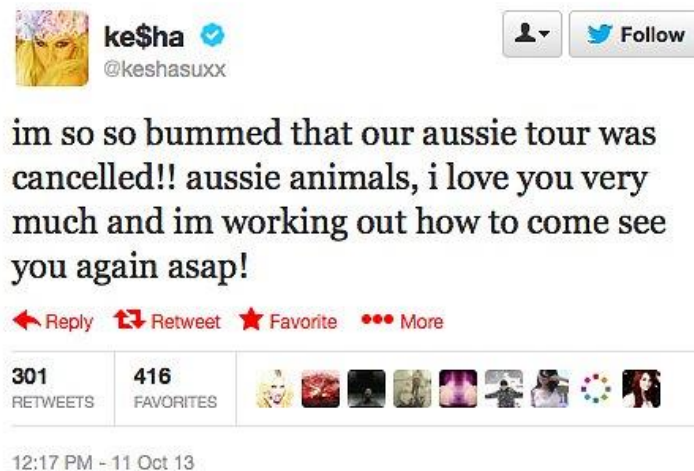 ke$ha
Follow
@keshasuxx
im so so bummed that our aussie tour was
cancelled!! aussie animals, i love you very
much and im working out how to come see
you again asap!
Reply Retweet Favorite More
301 416
RETWEETS FAVORITES
12:17 PM - 11 Oct 13